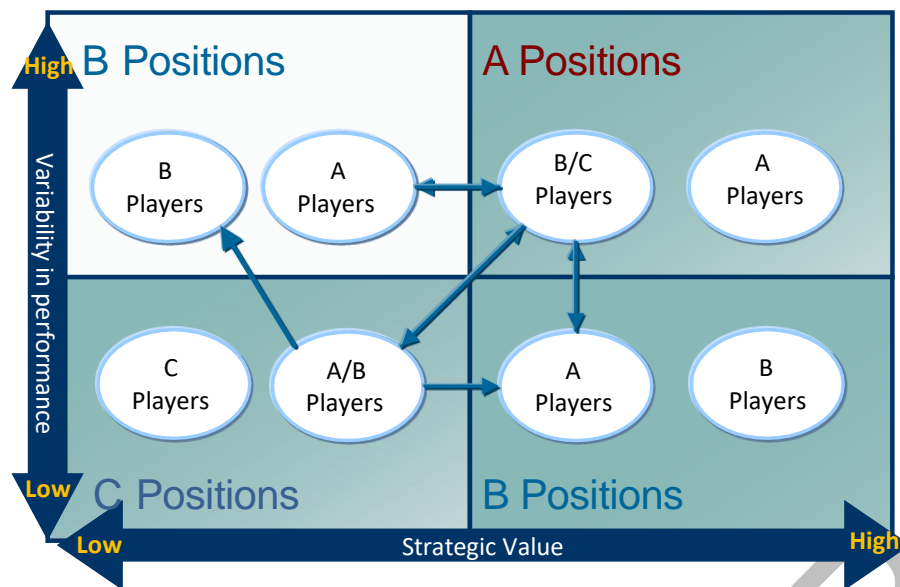 High
B Positions
A Positions
B
Players
A
Players
B/C
Players
A
Players
Variability in performance
C
Players
A/B
Players
A
Players
B
Players
Low
C Positions
B Positions
Low
Strategic Value
High